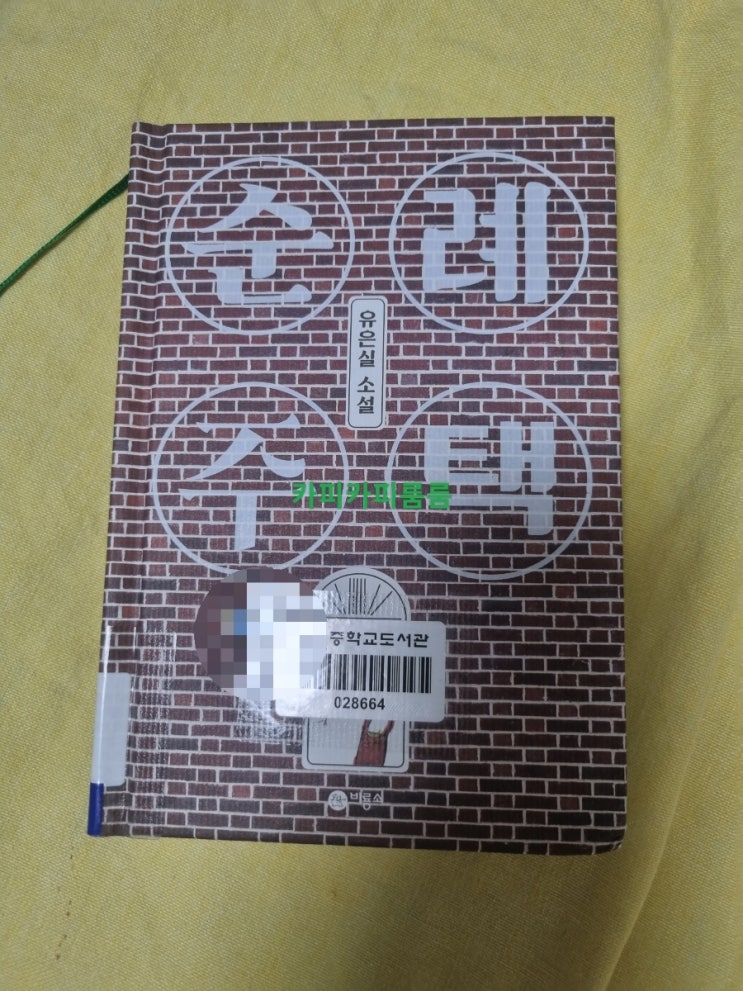 순례
유은실 소설
주택
카피카피룸룸
중학교도서관
028664
비룡소